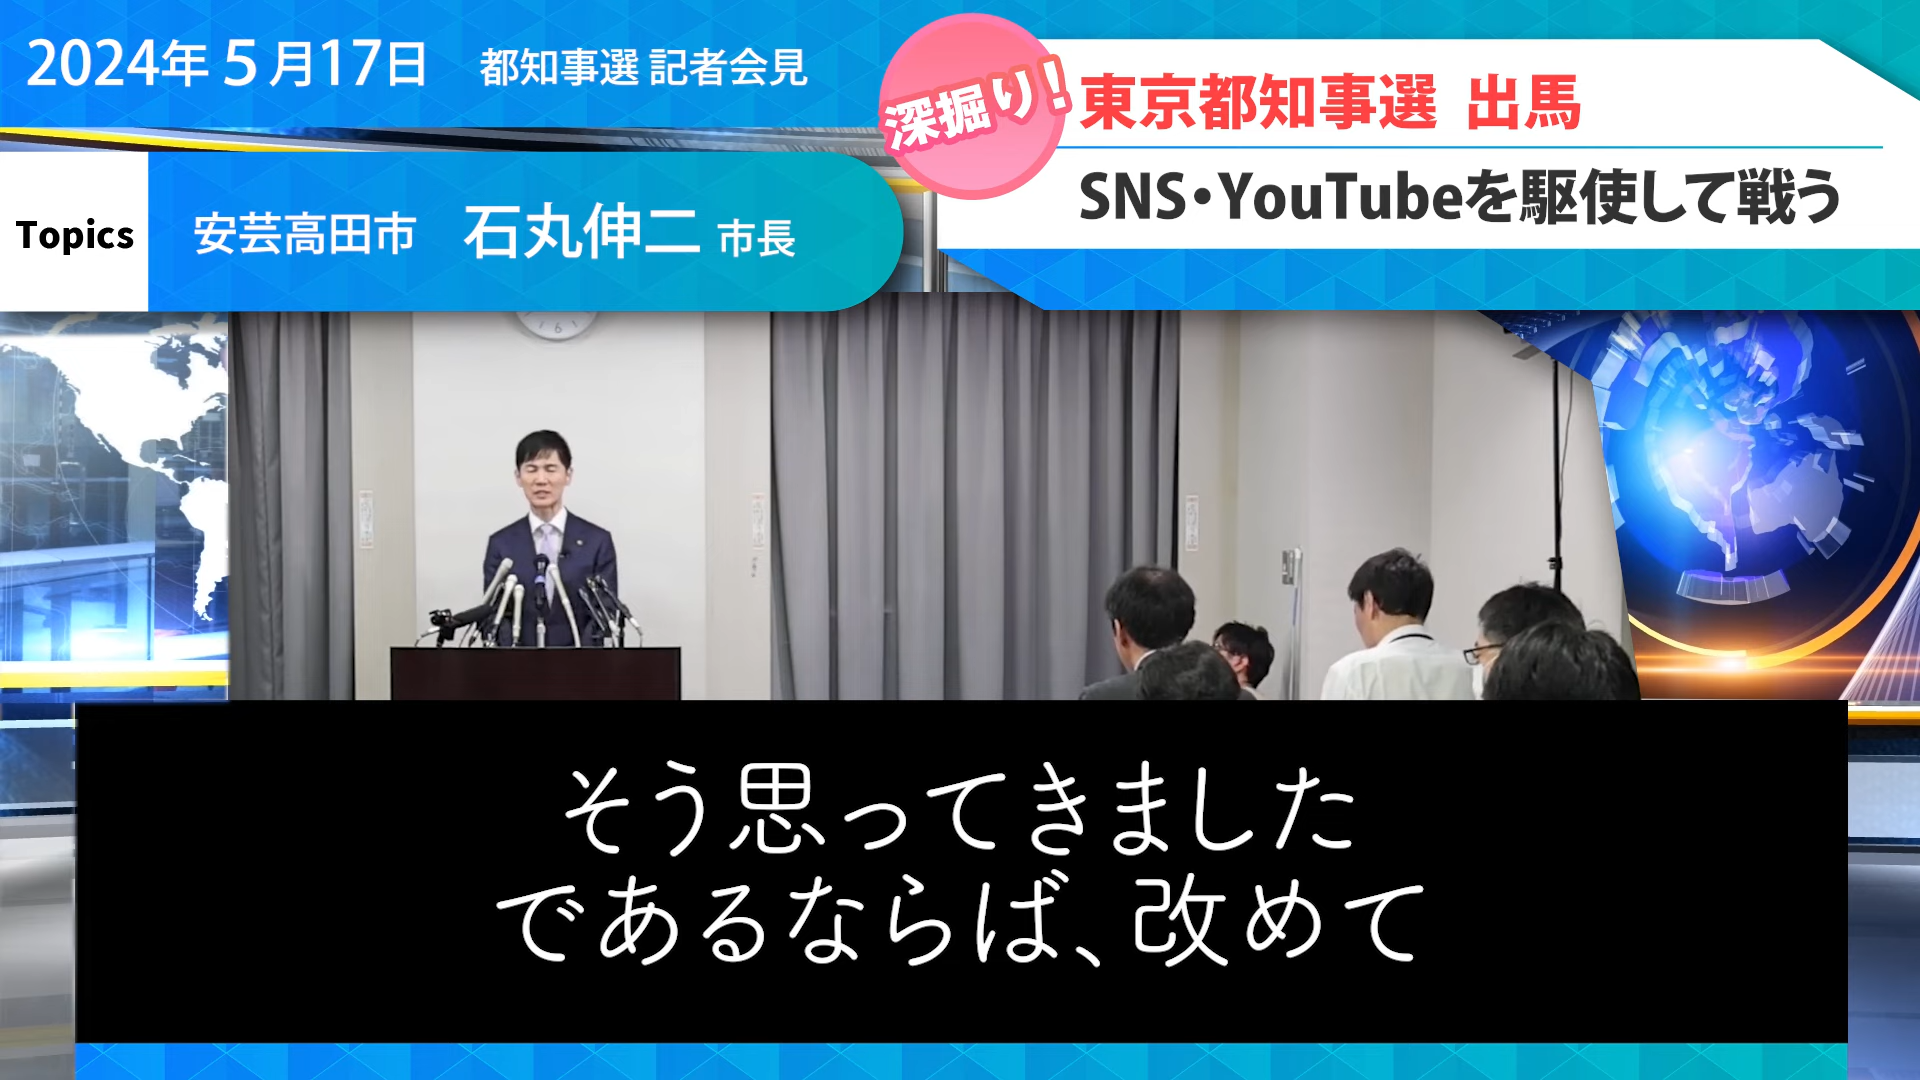 2024年5月17日 都知事選 記者会見
深掘り!
東京都知事選 出馬
SNS・YouTubeを駆使して戦う
Topics
安芸高田市 石丸伸二 市長
6
そう思ってきました
であるならば、改めて